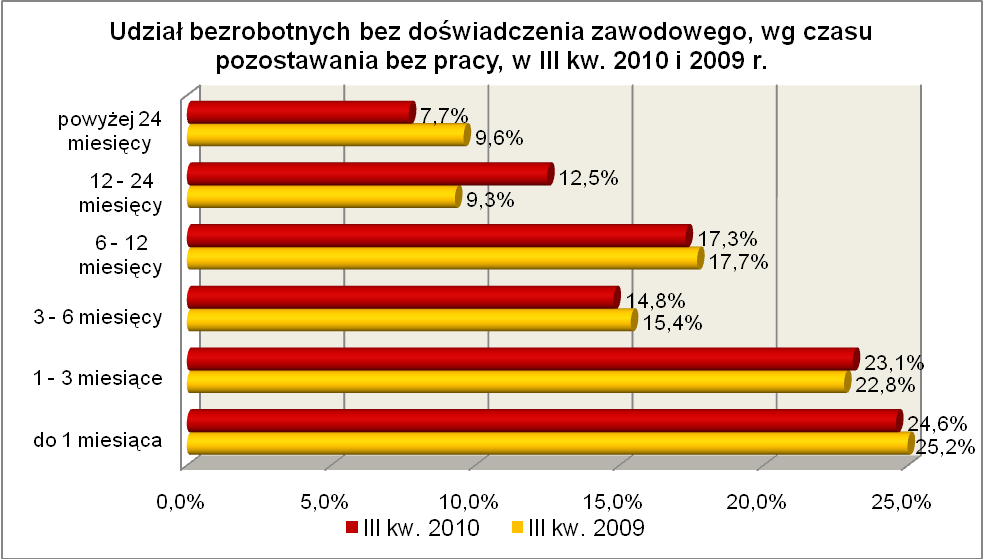 Udział bezrobotnych bez doświadczenia zawodowego, wg czasu
pozostawania bez pracy, w III kw. 2010 i 2009 r.
powyżej 24
miesięcy
7,7%
9,6%
12 - 24
miesięcy
12,5%
9,3%
6 - 12
miesięcy
17,3%
17,7%
3 - 6 miesięcy
14,8%
15,4%
1 - 3 miesiące
23,1%
22,8%
do 1 miesiąca
24,6%
25,2%
0,0% 5,0% 10,0% 15,0% 20,0% 25,0%
III kw. 2010 III kw. 2009